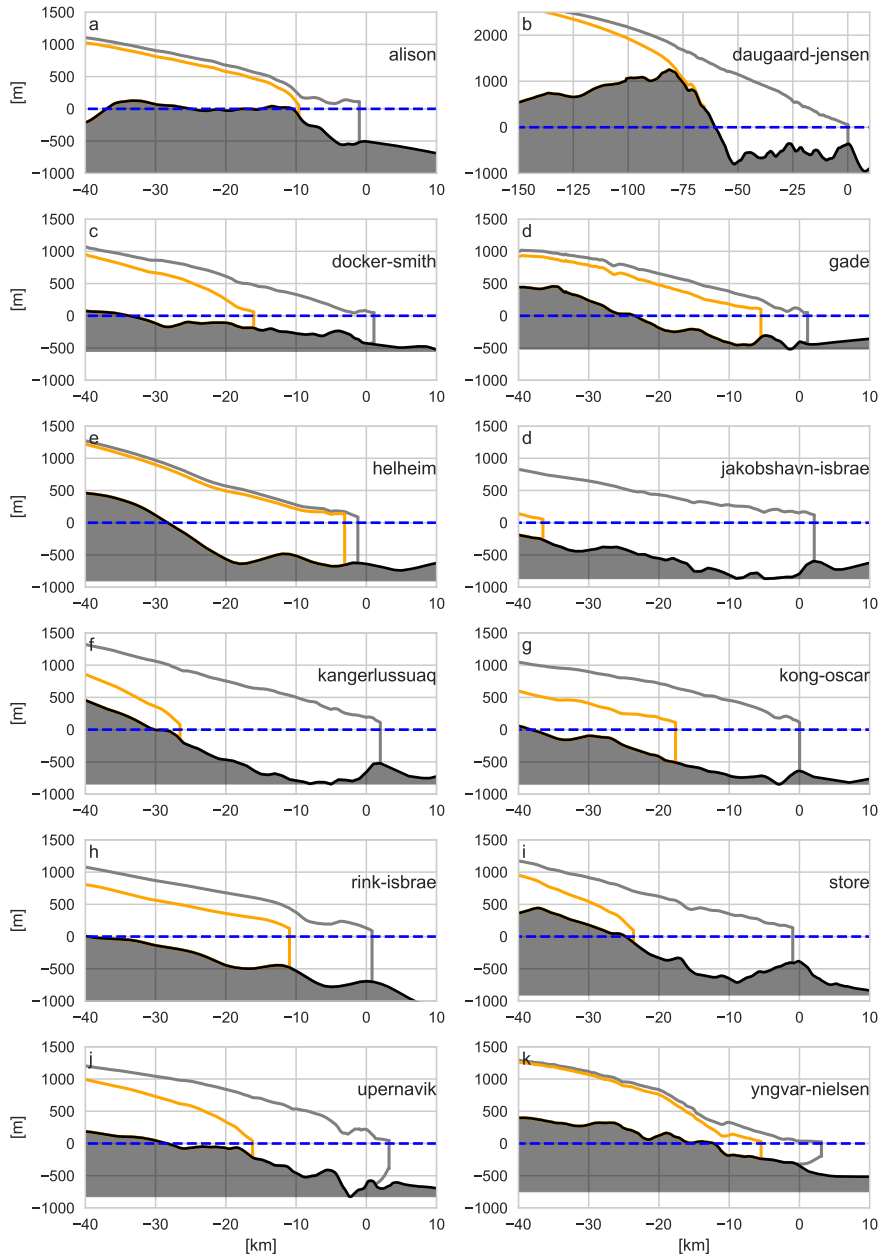 a
alison
1500
1000
500
0
−500
−1000
[m]
−40 −30 −20 −10 0 10
b
daugaard-jensen
2000
1000
0
−1000
−150 −125 −100 −75 −50 −25 0
c
docker-smith
1500
1000
500
0
−500
−1000
[m]
−40 −30 −20 −10 0 10
d
gade
1500
1000
500
0
−500
−1000
−40 −30 −20 −10 0 10
e
helheim
1500
1000
500
0
−500
−1000
[m]
−40 −30 −20 −10 0 10
d
jakobshavn-isbrae
1500
1000
500
0
−500
−1000
−40 −30 −20 −10 0 10
f
kangerlussuaq
1500
1000
500
0
−500
−1000
[m]
−40 −30 −20 −10 0 10
g
kong-oscar
1500
1000
500
0
−500
−1000
−40 −30 −20 −10 0 10
h
rink-isbrae
1500
1000
500
0
−500
−1000
[m]
−40 −30 −20 −10 0 10
i
store
1500
1000
500
0
−500
−1000
−40 −30 −20 −10 0 10
j
upernavik
1500
1000
500
0
−500
−1000
[m]
−40 −30 −20 −10 0 10
[km]
k
yngvar-nielsen
1500
1000
500
0
−500
−1000
−40 −30 −20 −10 0 10
[km]